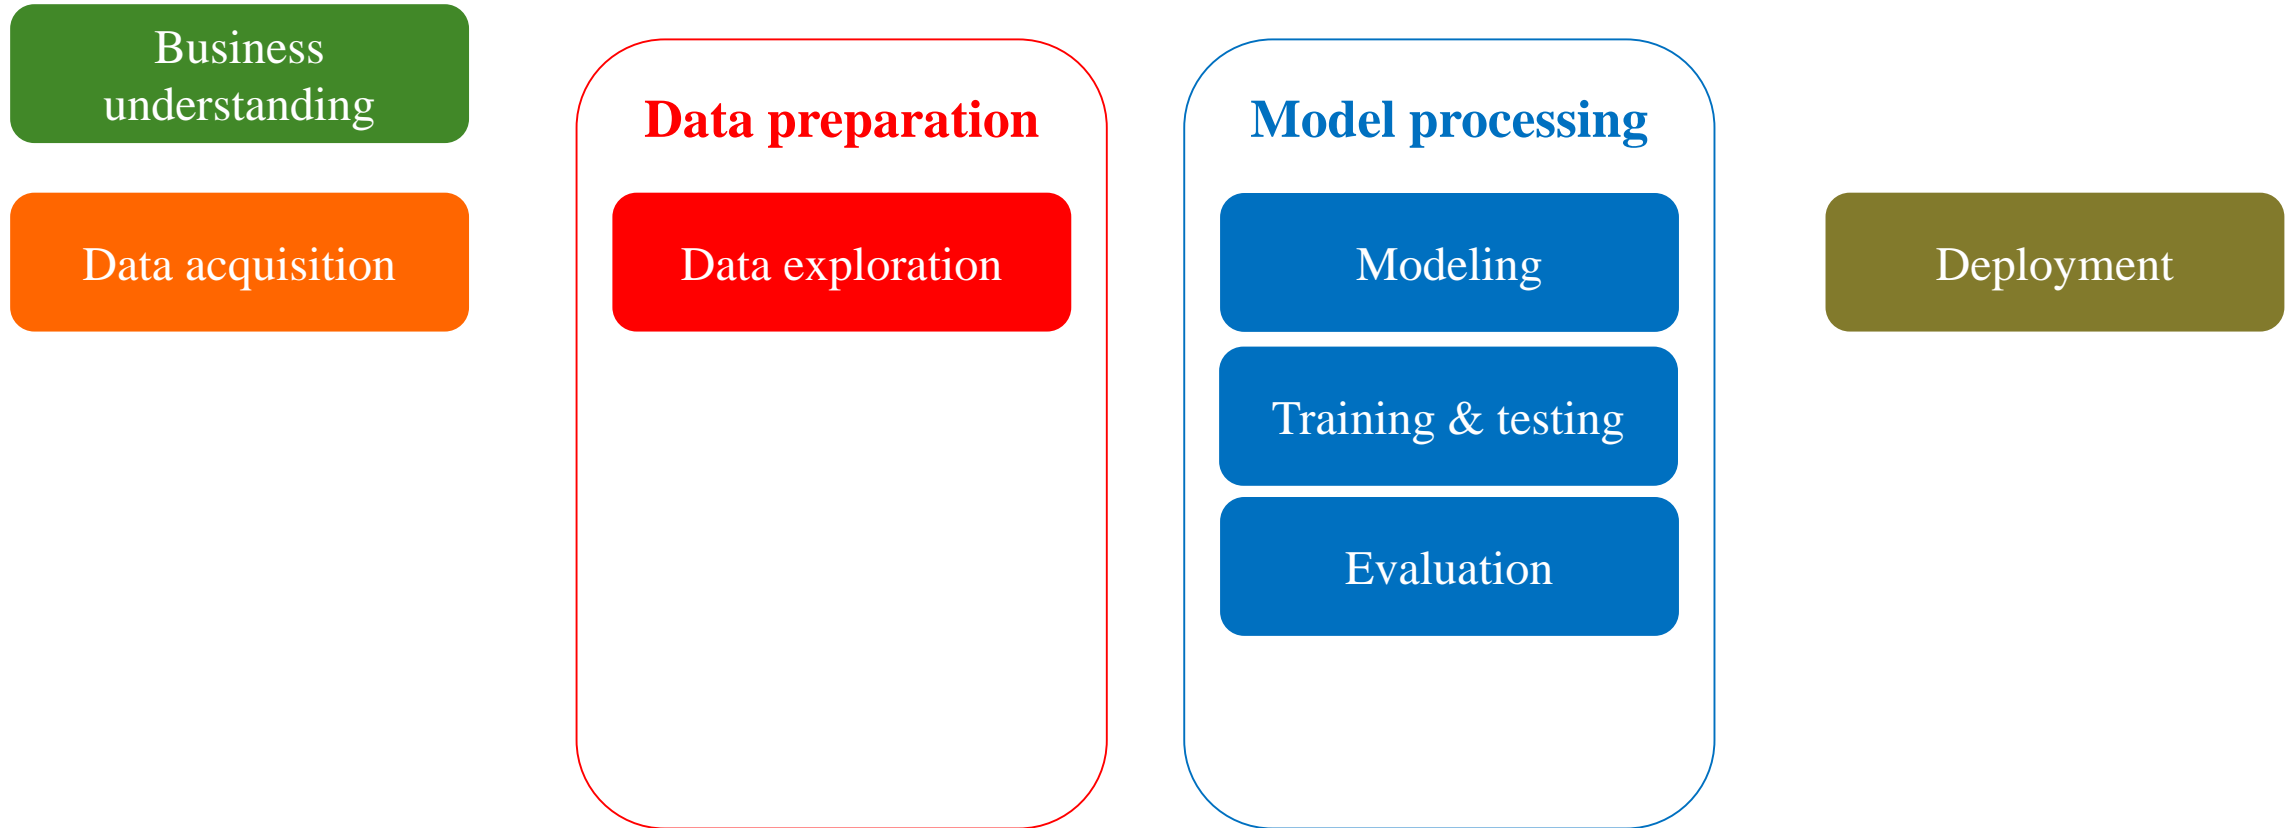 Business
understanding
Data acquisition
Data preparation
Data exploration
Model processing
Modeling
Training & testing
Evaluation
Deployment